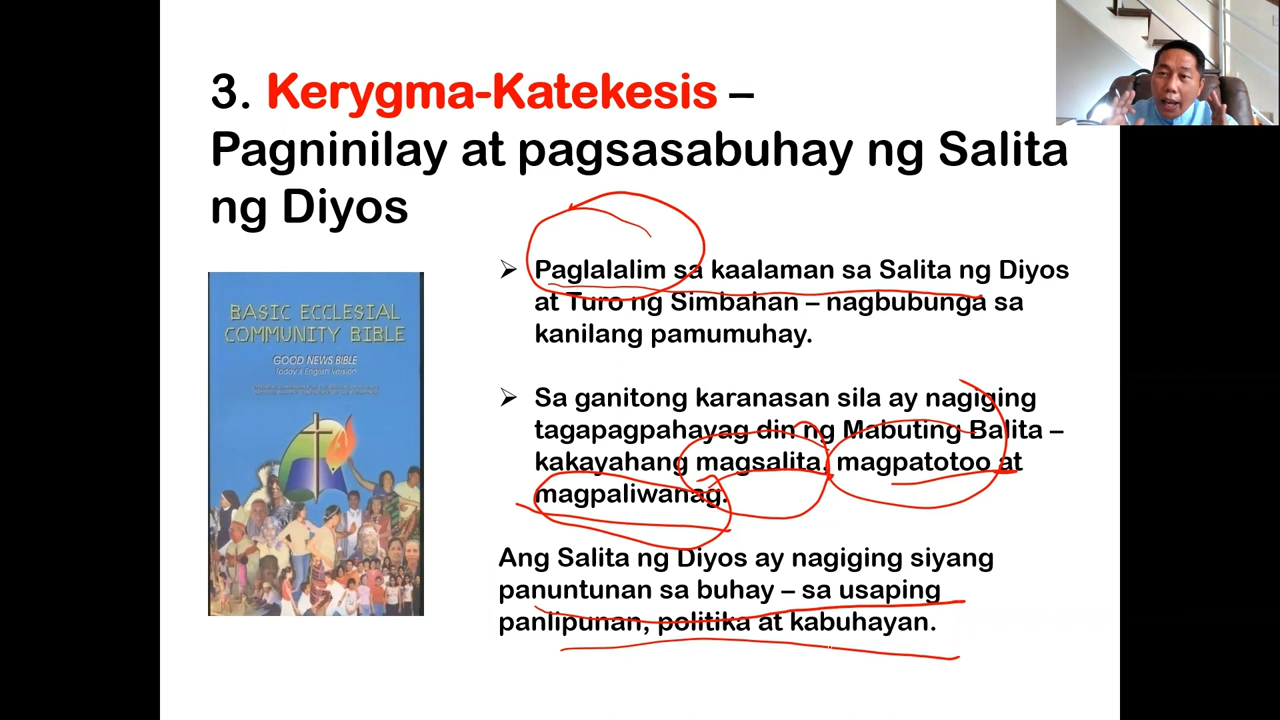 3. Kerygma-Katekesis –
Pagninilay at pagsasabuhay ng Salita
ng Diyos
BASIC ECCLESIAL
COMMUNITY BIBLE
GOOD NEWS BIBLE
Today's English Version
➢ Paglalalim sa kaalaman sa Salita ng Diyos
at Turo ng Simbahan – nagbubunga sa
kanilang pamumuhay.
➢ Sa ganitong karanasan sila ay nagiging
tagapagpahayag din ng Mabuting Balita –
kakayahang magsalita, magpatotoo at
magpaliwanag.
Ang Salita ng Diyos ay nagiging siyang
panuntunan sa buhay – sa usaping
panlipunan, politika at kabuhayan.